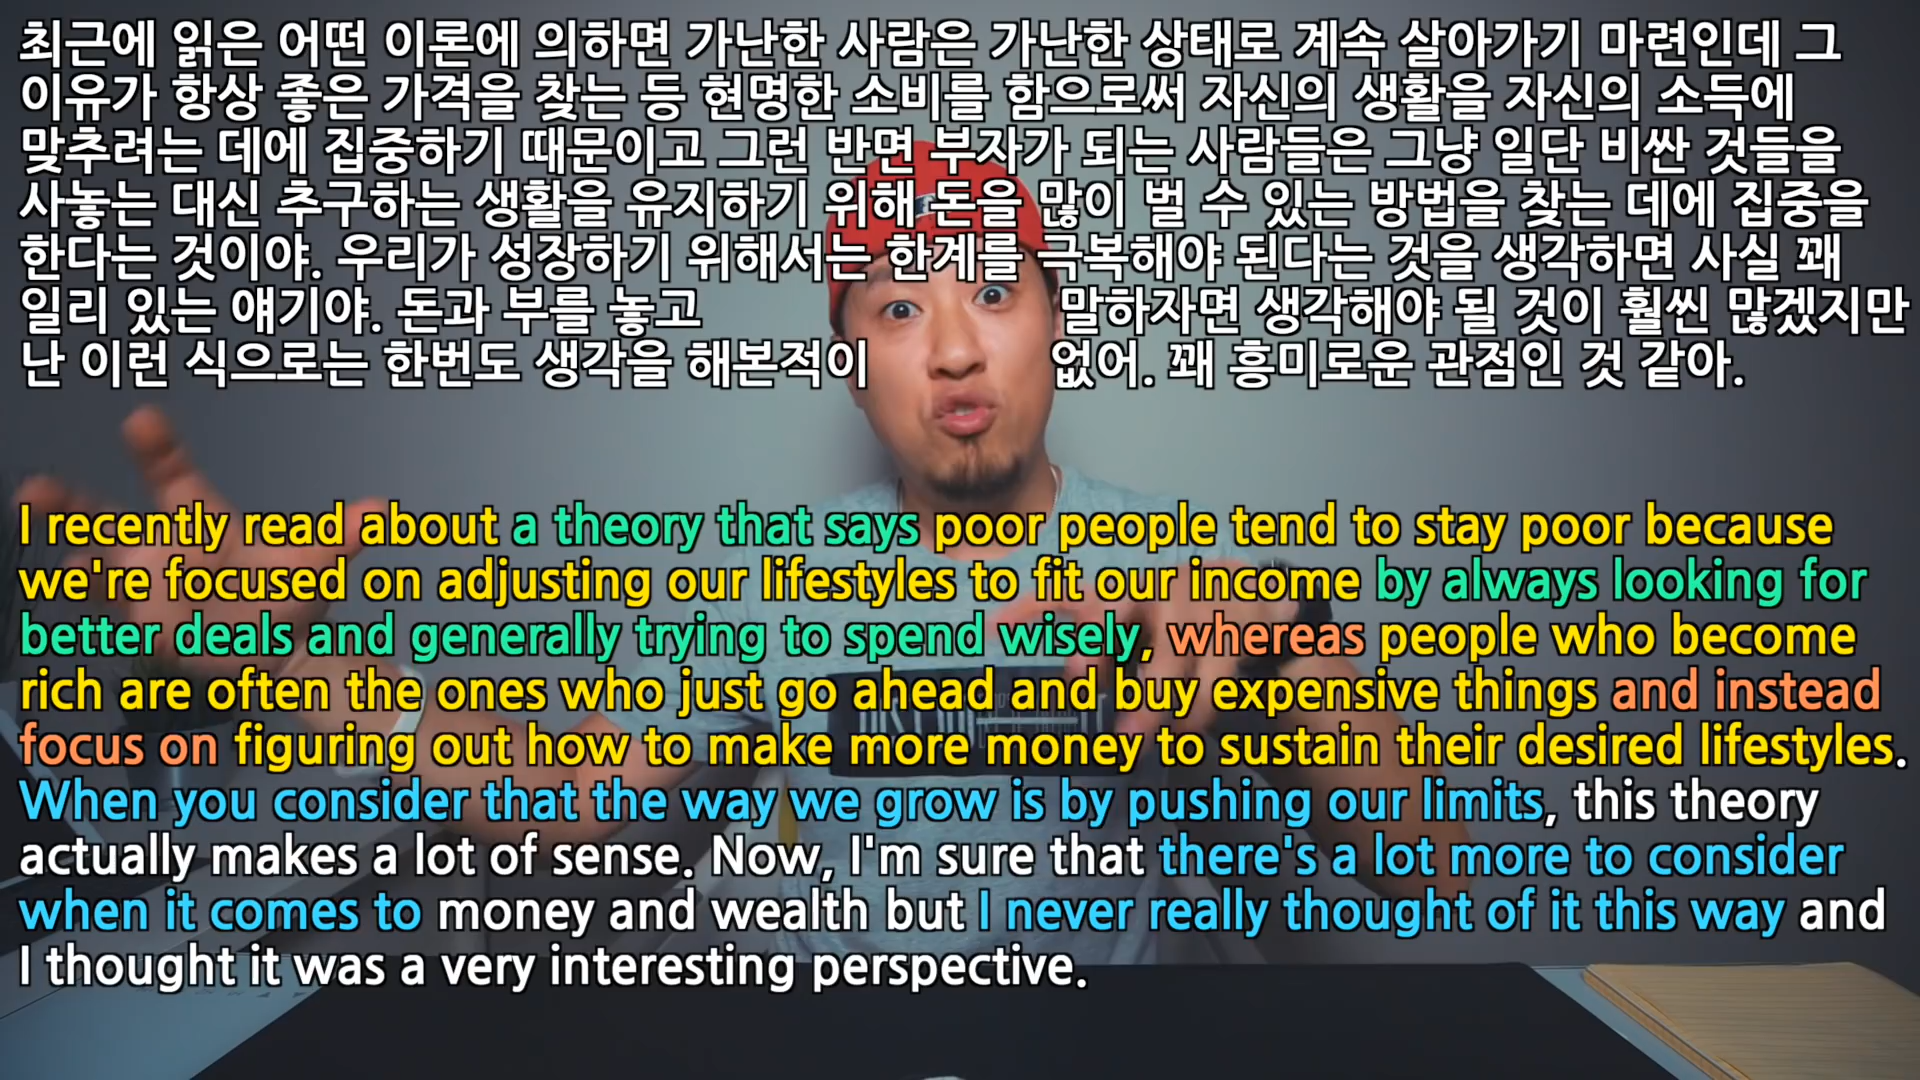 최근에 읽은 어떤 이론에 의하면 가난한 사람은 가난한 상태로 계속 살아가기 마련인데 그
이유가 항상 좋은 가격을 찾는 등 현명한 소비를 함으로써 자신의 생활을 자신의 소득에
맞추려는 데에 집중하기 때문이고 그런 반면 부자가 되는 사람들은 그냥 일단 비싼 것들을
사놓는 대신 추구하는 생활을 유지하기 위해 돈을 많이 벌 수 있는 방법을 찾는 데에 집중을
한다는 것이야. 우리가 성장하기 위해서는 한계를 극복해야 된다는 것을 생각하면 사실 꽤
일리 있는 얘기야. 돈과 부를 놓고 말하자면 생각해야 될 것이 훨씬 많겠지만
난 이런 식으로는 한번도 생각을 해본적이 없어. 꽤 흥미로운 관점인 것 같아.
I recently read about a theory that says poor people tend to stay poor because
we're focused on adjusting our lifestyles to fit our income by always looking for
better deals and generally trying to spend wisely, whereas people who become
rich are often the ones who just go ahead and buy expensive things and instead
focus on figuring out how to make more money to sustain their desired lifestyles.
When you consider that the way we grow is by pushing our limits, this theory
actually makes a lot of sense. Now, I'm sure that there's a lot more to consider
when it comes to money and wealth but I never really thought of it this way and
I thought it was a very interesting perspective.